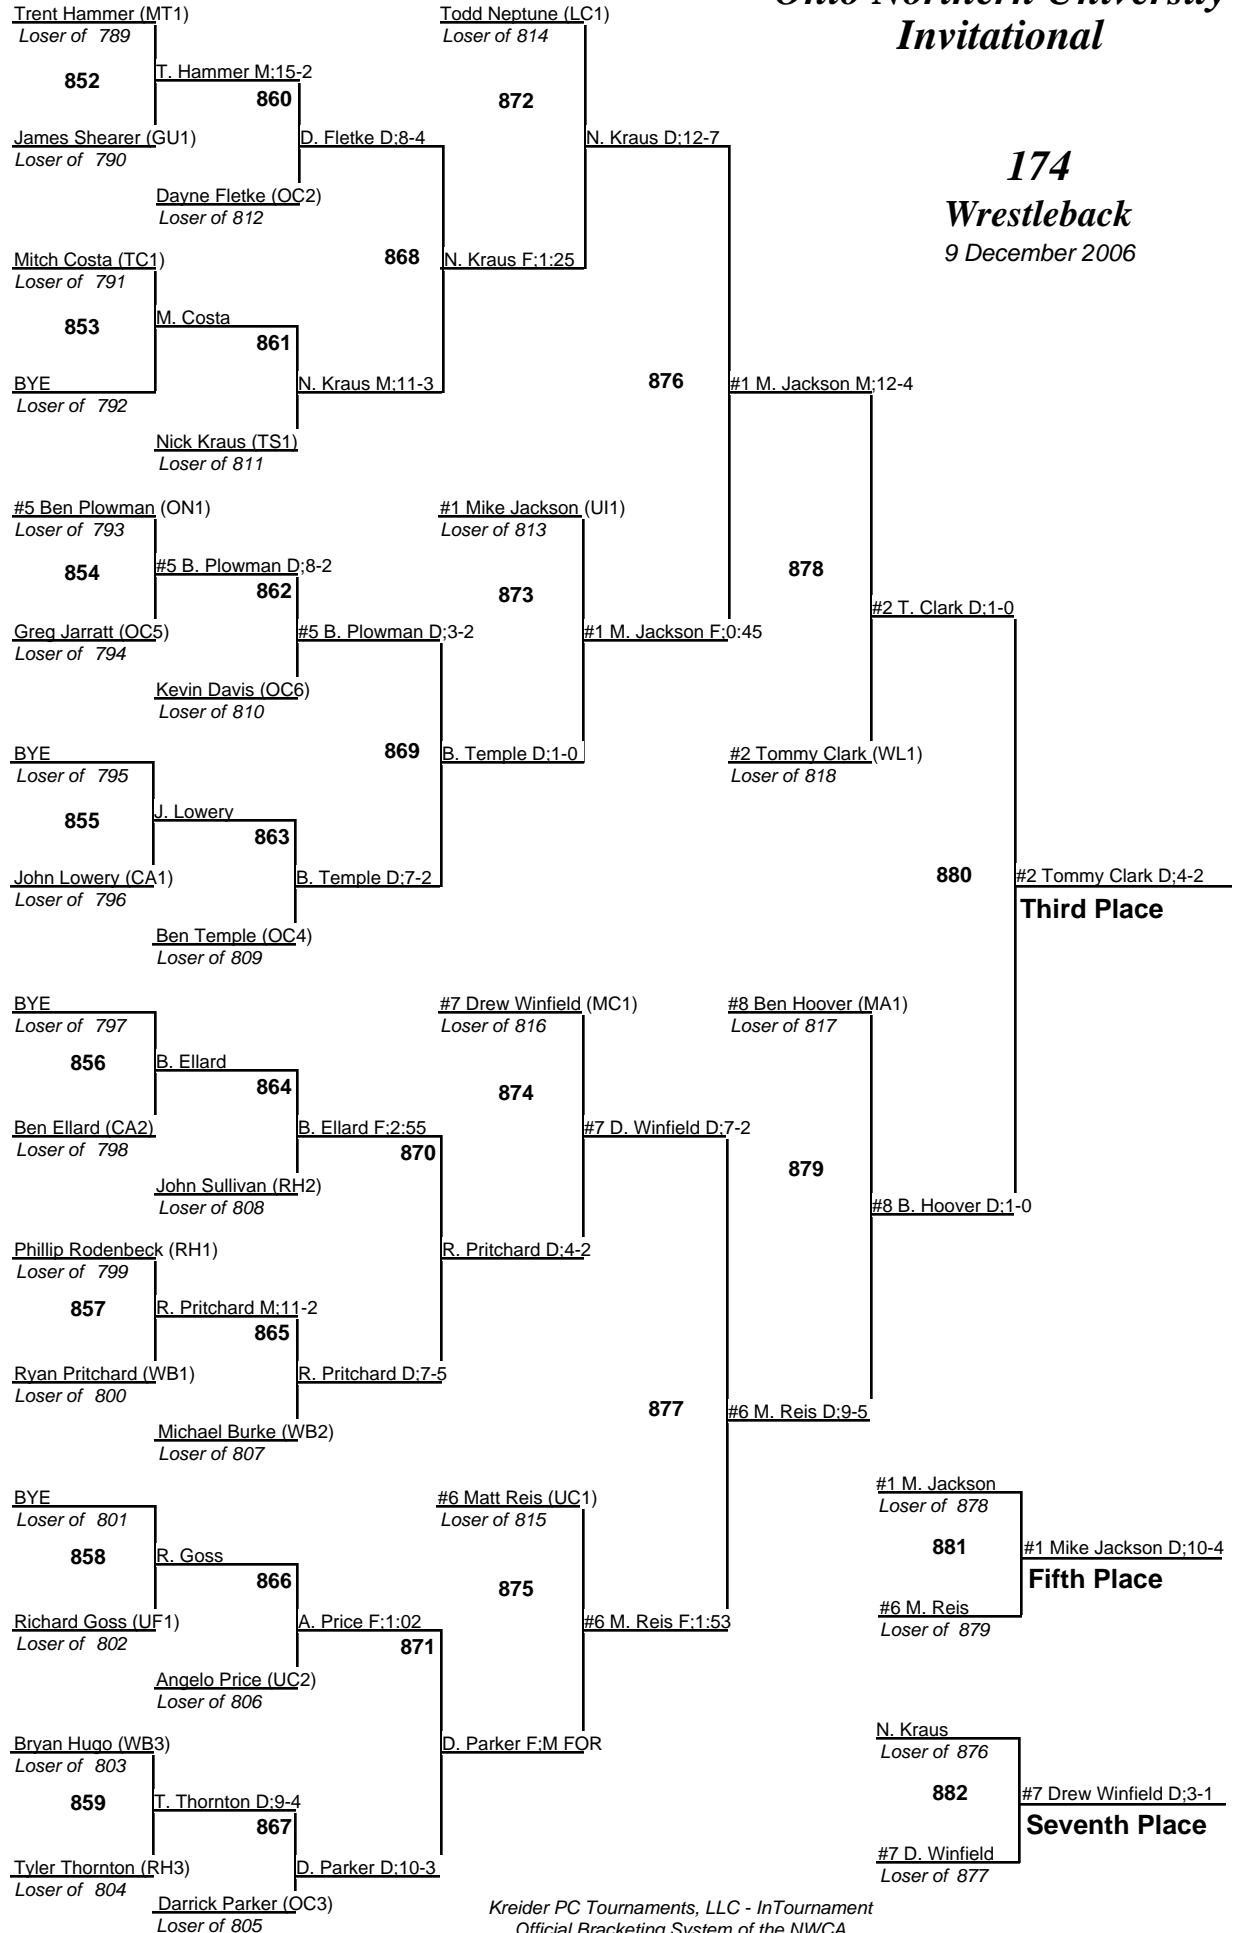 Ohio Northern University
Invitational
174
Wrestleback
9 December 2006
Trent Hammer (MT1)
Loser of 789
852
T. Hammer M;15-2
860
James Shearer (GU1)
Loser of 790
D. Fletke D;8-4
Dayne Fletke (OC2)
Loser of 812
868
N. Kraus F;1:25
Mitch Costa (TC1)
Loser of 791
853
M. Costa
861
BYE
Loser of 792
N. Kraus M;11-3
Nick Kraus (TS1)
Loser of 811
Todd Neptune (LC1)
Loser of 814
872
N. Kraus D;12-7
876
#1 M. Jackson M;12-4
#5 Ben Plowman (ON1)
Loser of 793
854
#5 B. Plowman D;8-2
862
Greg Jarratt (OC5)
Loser of 794
#5 B. Plowman D;3-2
Kevin Davis (OC6)
Loser of 810
869
B. Temple D;1-0
BYE
Loser of 795
855
J. Lowery
863
John Lowery (CA1)
Loser of 796
B. Temple D;7-2
Ben Temple (OC4)
Loser of 809
#1 Mike Jackson (UI1)
Loser of 813
873
#1 M. Jackson F;0:45
878
#2 T. Clark D;1-0
#2 Tommy Clark (WL1)
Loser of 818
880
#2 Tommy Clark D;4-2
Third Place
BYE
Loser of 797
856
B. Ellard
864
Ben Ellard (CA2)
Loser of 798
B. Ellard F;2:55
870
John Sullivan (RH2)
Loser of 808
R. Pritchard D;4-2
Phillip Rodenbeck (RH1)
Loser of 799
857
R. Pritchard M;11-2
865
Ryan Pritchard (WB1)
Loser of 800
R. Pritchard D;7-5
Michael Burke (WB2)
Loser of 807
#7 Drew Winfield (MC1)
Loser of 816
874
#7 D. Winfield D;7-2
#8 Ben Hoover (MA1)
Loser of 817
879
#8 B. Hoover D;1-0
877
#6 M. Reis D;9-5
BYE
Loser of 801
858
R. Goss
866
Richard Goss (UF1)
Loser of 802
A. Price F;1:02
871
Angelo Price (UC2)
Loser of 806
D. Parker F;M FOR
Bryan Hugo (WB3)
Loser of 803
859
T. Thornton D;9-4
867
Tyler Thornton (RH3)
Loser of 804
D. Parker D;10-3
Darrick Parker (OC3)
Loser of 805
#6 Matt Reis (UC1)
Loser of 815
875
#6 M. Reis F;1:53
#1 M. Jackson
Loser of 878
881
#1 Mike Jackson D;10-4
Fifth Place
#6 M. Reis
Loser of 879
N. Kraus
Loser of 876
882
#7 Drew Winfield D;3-1
Seventh Place
#7 D. Winfield
Loser of 877
Kreider PC Tournaments, LLC - InTournament
Official Bracketing System of the NWCA